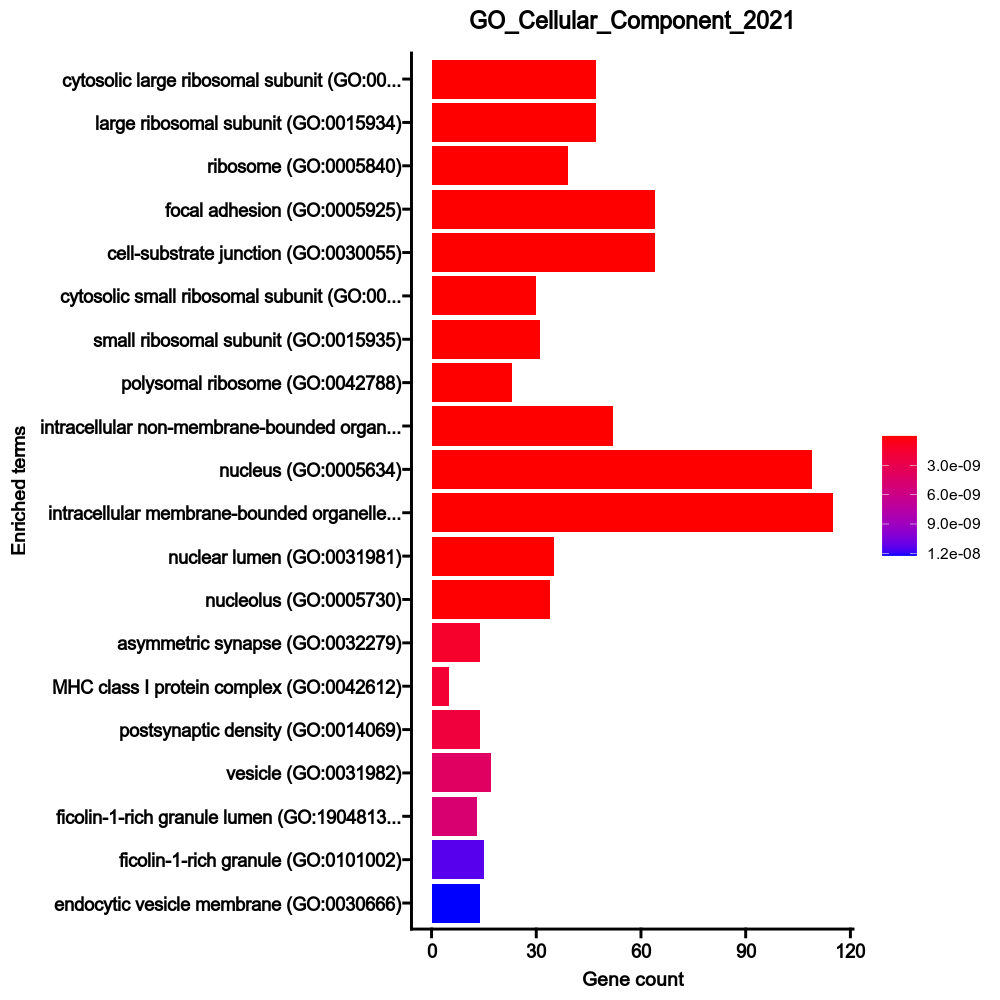 GO_Cellular_Component_2021
cytosolic large ribosomal subunit (GO:00...
large ribosomal subunit (GO:0015934)
ribosome (GO:0005840)
focal adhesion (GO:0005925)
cell-substrate junction (GO:0030055)
cytosolic small ribosomal subunit (GO:00...
small ribosomal subunit (GO:0015935)
polysomal ribosome (GO:0042788)
intracellular non-membrane-bounded organ...
nucleus (GO:0005634)
intracellular membrane-bounded organelle...
nuclear lumen (GO:0031981)
nucleolus (GO:0005730)
asymmetric synapse (GO:0032279)
MHC class I protein complex (GO:0042612)
postsynaptic density (GO:0014069)
vesicle (GO:0031982)
ficolin-1-rich granule lumen (GO:1904813...
ficolin-1-rich granule (GO:0101002)
endocytic vesicle membrane (GO:0030666)
Enriched terms
0 30 60 90 120
Gene count
3.0e-09
6.0e-09
9.0e-09
1.2e-08